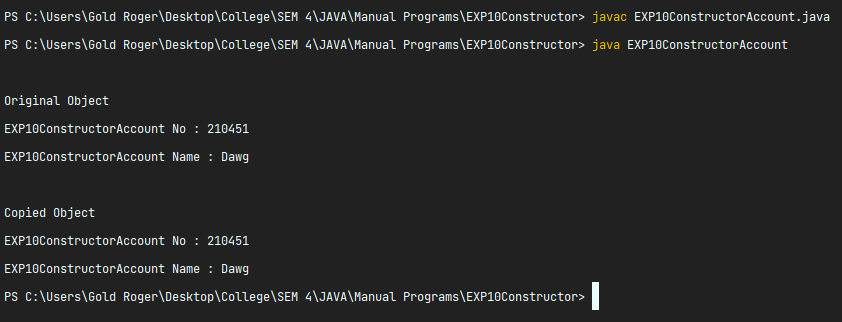 PS C:\Users\Gold Roger\Desktop\College\SEM 4\JAVA\Manual Programs\EXP10Constructor> javac EXP10ConstructorAccount.java
PS C:\Users\Gold Roger\Desktop\College\SEM 4\JAVA\Manual Programs\EXP10Constructor> java EXP10ConstructorAccount
Original Object
EXP10ConstructorAccount No : 210451
EXP10ConstructorAccount Name : Dawg
Copied Object
EXP10ConstructorAccount No : 210451
EXP10ConstructorAccount Name : Dawg
PS C:\Users\Gold Roger\Desktop\College\SEM 4\JAVA\Manual Programs\EXP10Constructor>